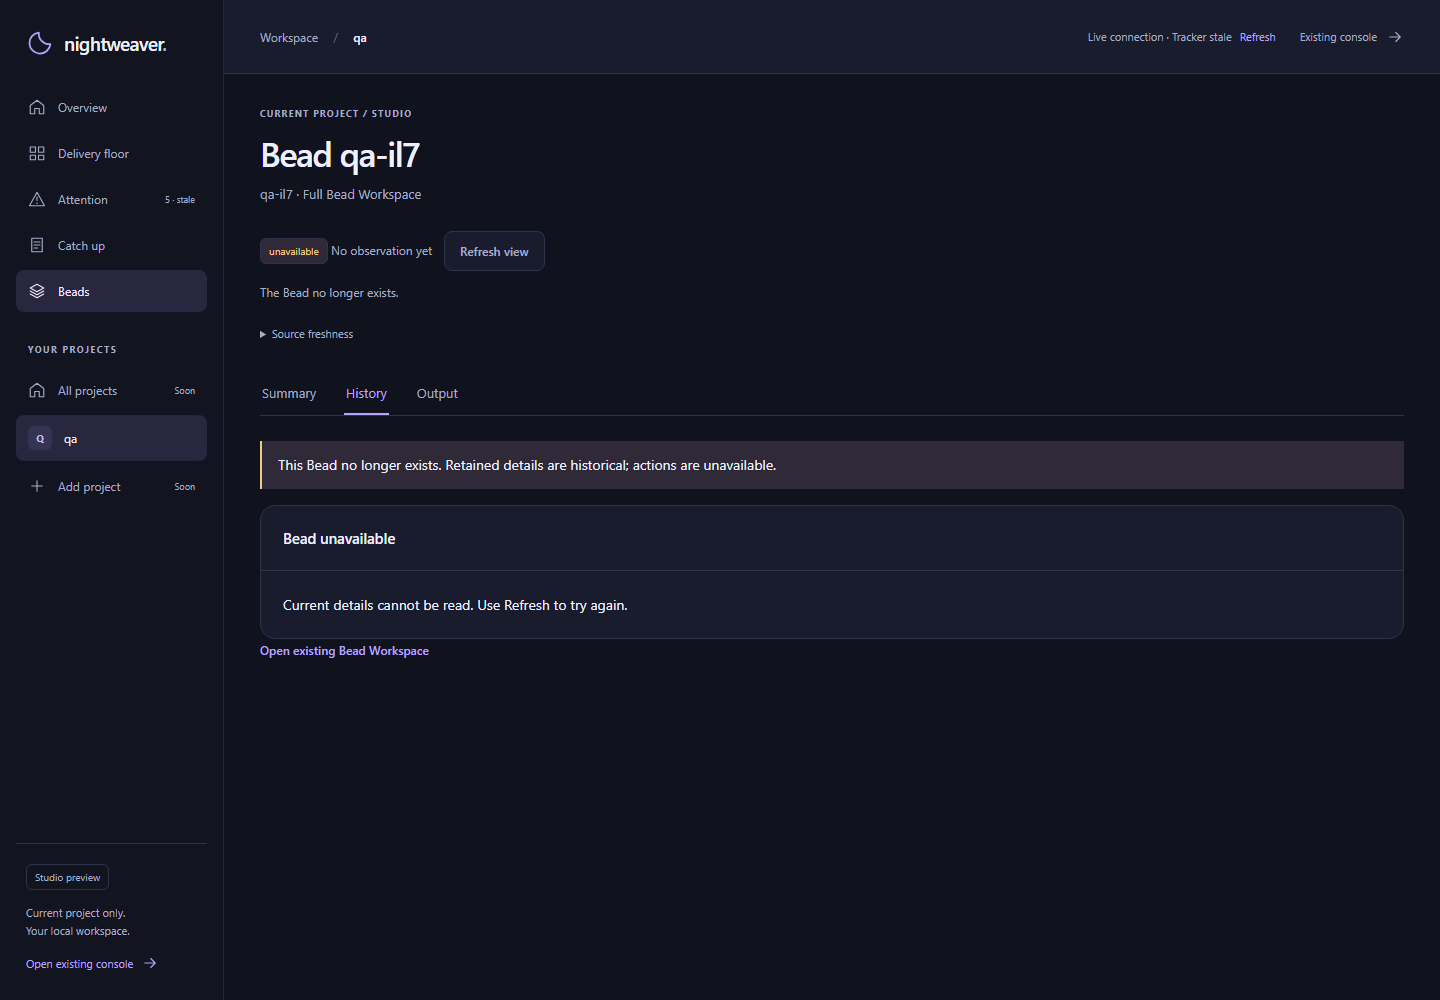 nightweaver.
Overview
Delivery floor
Attention 5 · stale
Catch up
Beads
YOUR PROJECTS
All projects Soon
Q qa
Add project Soon
Studio preview
Current project only.
Your local workspace.
Open existing console
Workspace / qa
Live connection · Tracker stale Refresh Existing console
CURRENT PROJECT / STUDIO
Bead qa-il7
qa-il7 · Full Bead Workspace
unavailable No observation yet Refresh view
The Bead no longer exists.
Source freshness
Summary History Output
This Bead no longer exists. Retained details are historical; actions are unavailable.
Bead unavailable
Current details cannot be read. Use Refresh to try again.
Open existing Bead Workspace